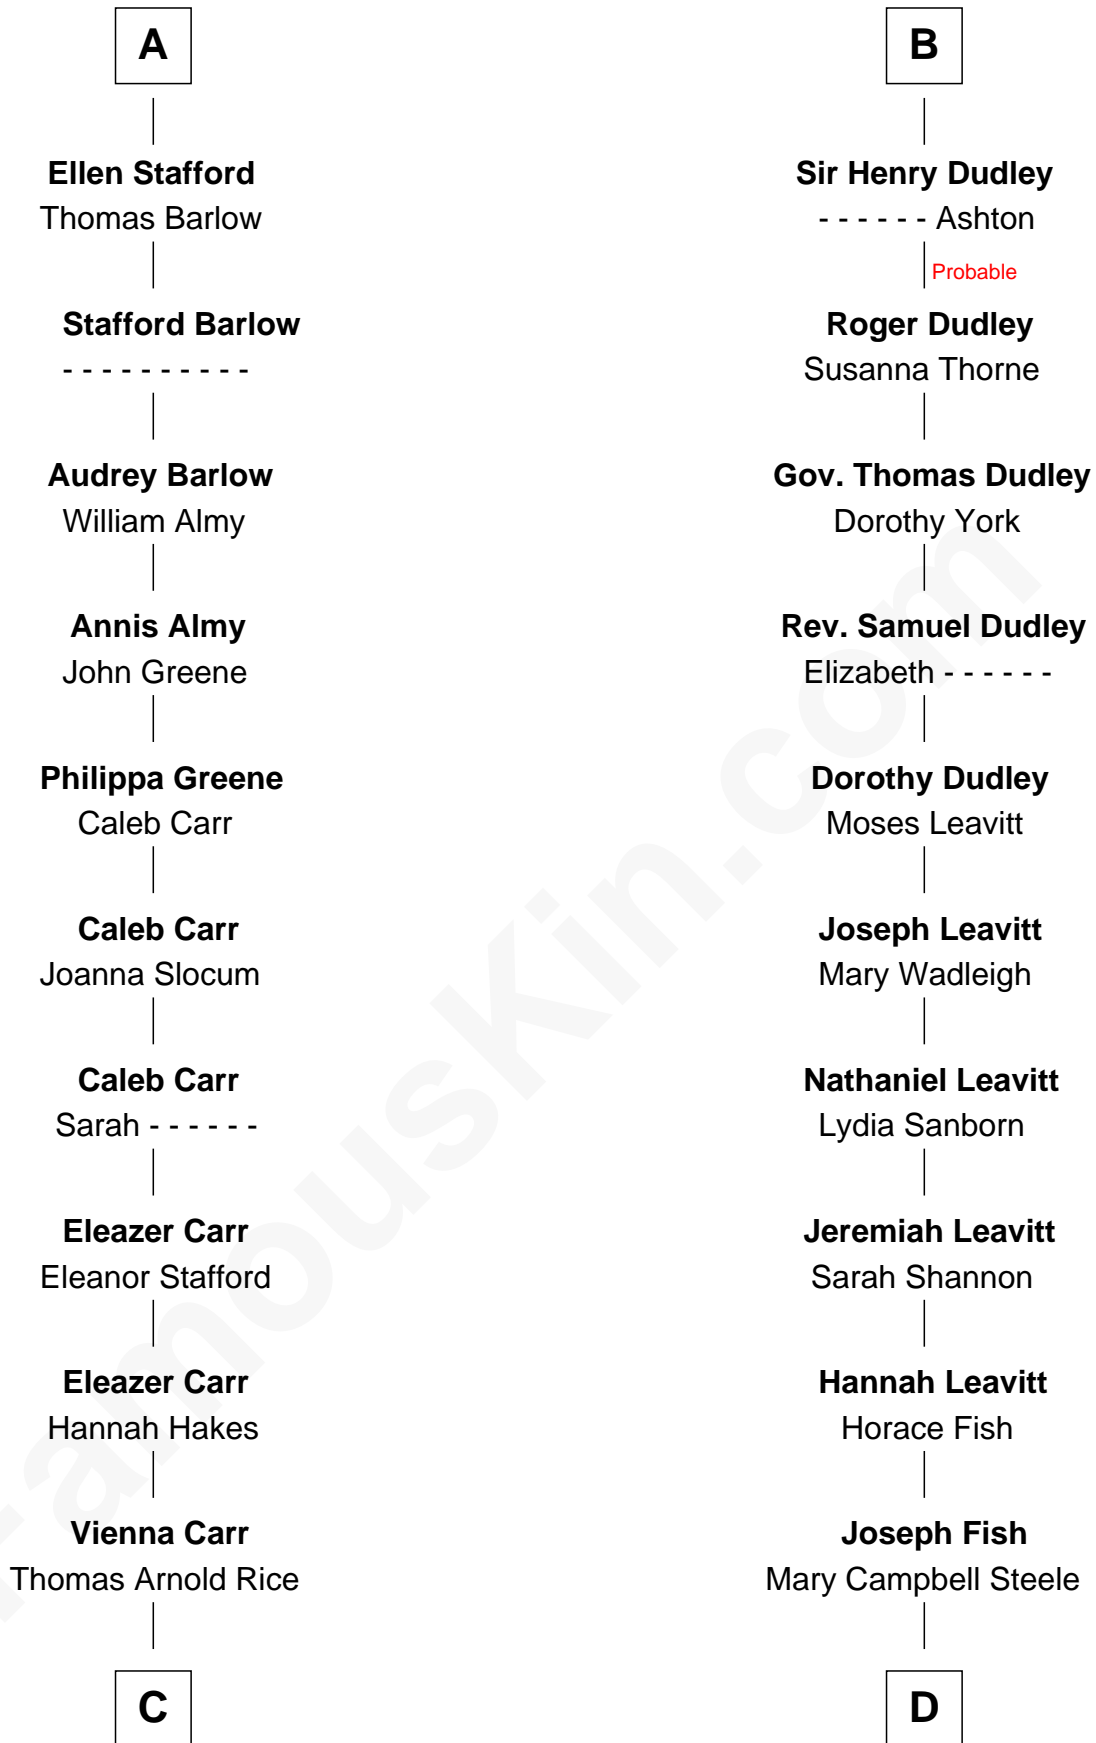 A
Ellen Stafford
Thomas Barlow
Stafford Barlow
- - - - - - - - - -
Audrey Barlow
William Almy
Annis Almy
John Greene
Philippa Greene
Caleb Carr
Caleb Carr
Joanna Slocum
Caleb Carr
Sarah - - - - - -
Eleazer Carr
Eleanor Stafford
Eleazer Carr
Hannah Hakes
Vienna Carr
Thomas Arnold Rice
C
B
Sir Henry Dudley
- - - - - - Ashton
Probable
Roger Dudley
Susanna Thorne
Gov. Thomas Dudley
Dorothy York
Rev. Samuel Dudley
Elizabeth - - - - - -
Dorothy Dudley
Moses Leavitt
Joseph Leavitt
Mary Wadleigh
Nathaniel Leavitt
Lydia Sanborn
Jeremiah Leavitt
Sarah Shannon
Hannah Leavitt
Horace Fish
Joseph Fish
Mary Campbell Steele
D
FamousKin.com